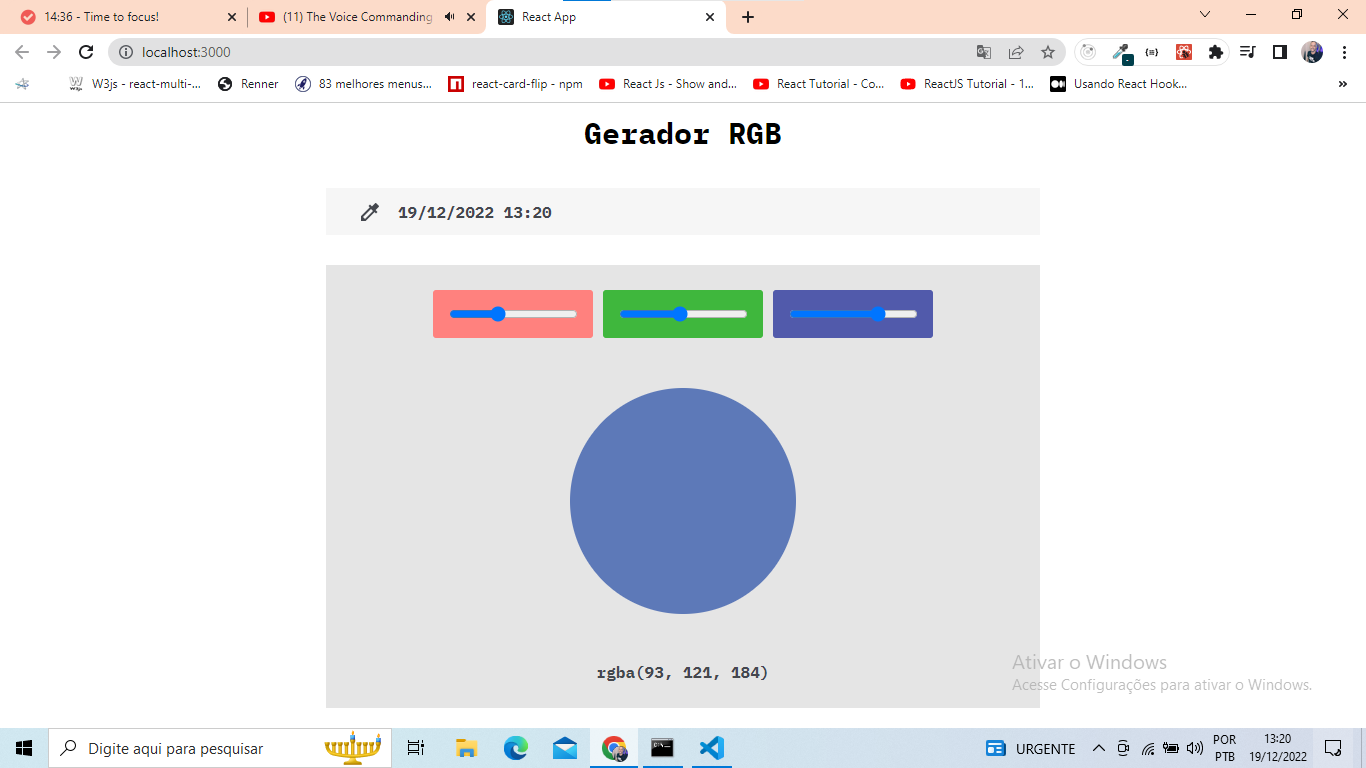 14:36 - Time to focus!
(11) The Voice Commanding
React App
localhost:3000
W3js - react-multi-...
Renner
83 melhores menus...
react-card-flip - npm
React Js - Show and...
React Tutorial - Co...
ReactJS Tutorial - 1...
Usando React Hook...
»
Gerador RGB
19/12/2022 13:20
rgba(93, 121, 184)
Ativar o Windows
Acesse Configurações para ativar o Windows.
Digite aqui para pesquisar
URGENTE
POR
PTB
13:20
19/12/2022